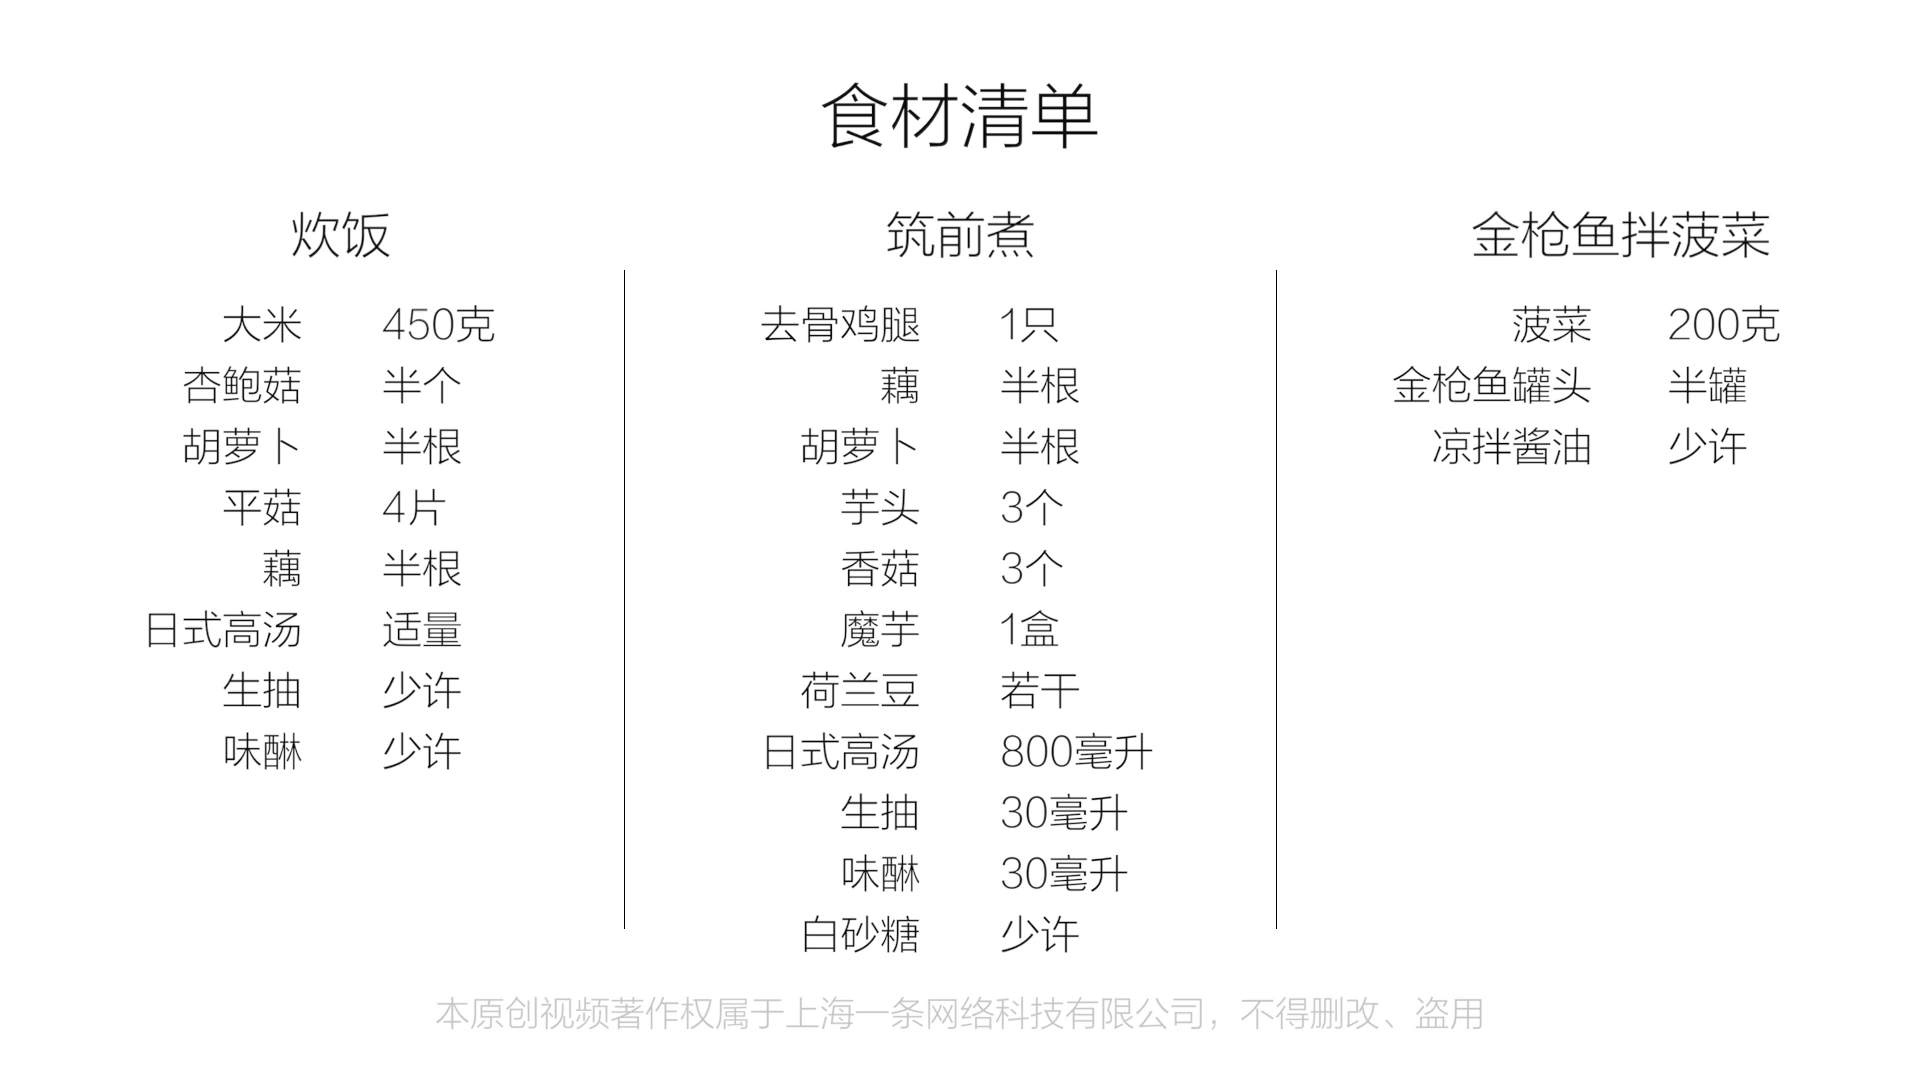 食材清单
炊饭
大米 450克
杏鲍菇 半个
胡萝卜 半根
平菇 4片
藕 半根
日式高汤 适量
生抽 少许
味醂 少许
筑前煮
去骨鸡腿 1只
藕 半根
胡萝卜 半根
芋头 3个
香菇 3个
魔芋 1盒
荷兰豆 若干
日式高汤 800毫升
生抽 30毫升
味醂 30毫升
白砂糖 少许
金枪鱼拌菠菜
菠菜 200克
金枪鱼罐头 半罐
凉拌酱油 少许
本原创视频著作权属于上海一条网络科技有限公司，不得删改、盗用